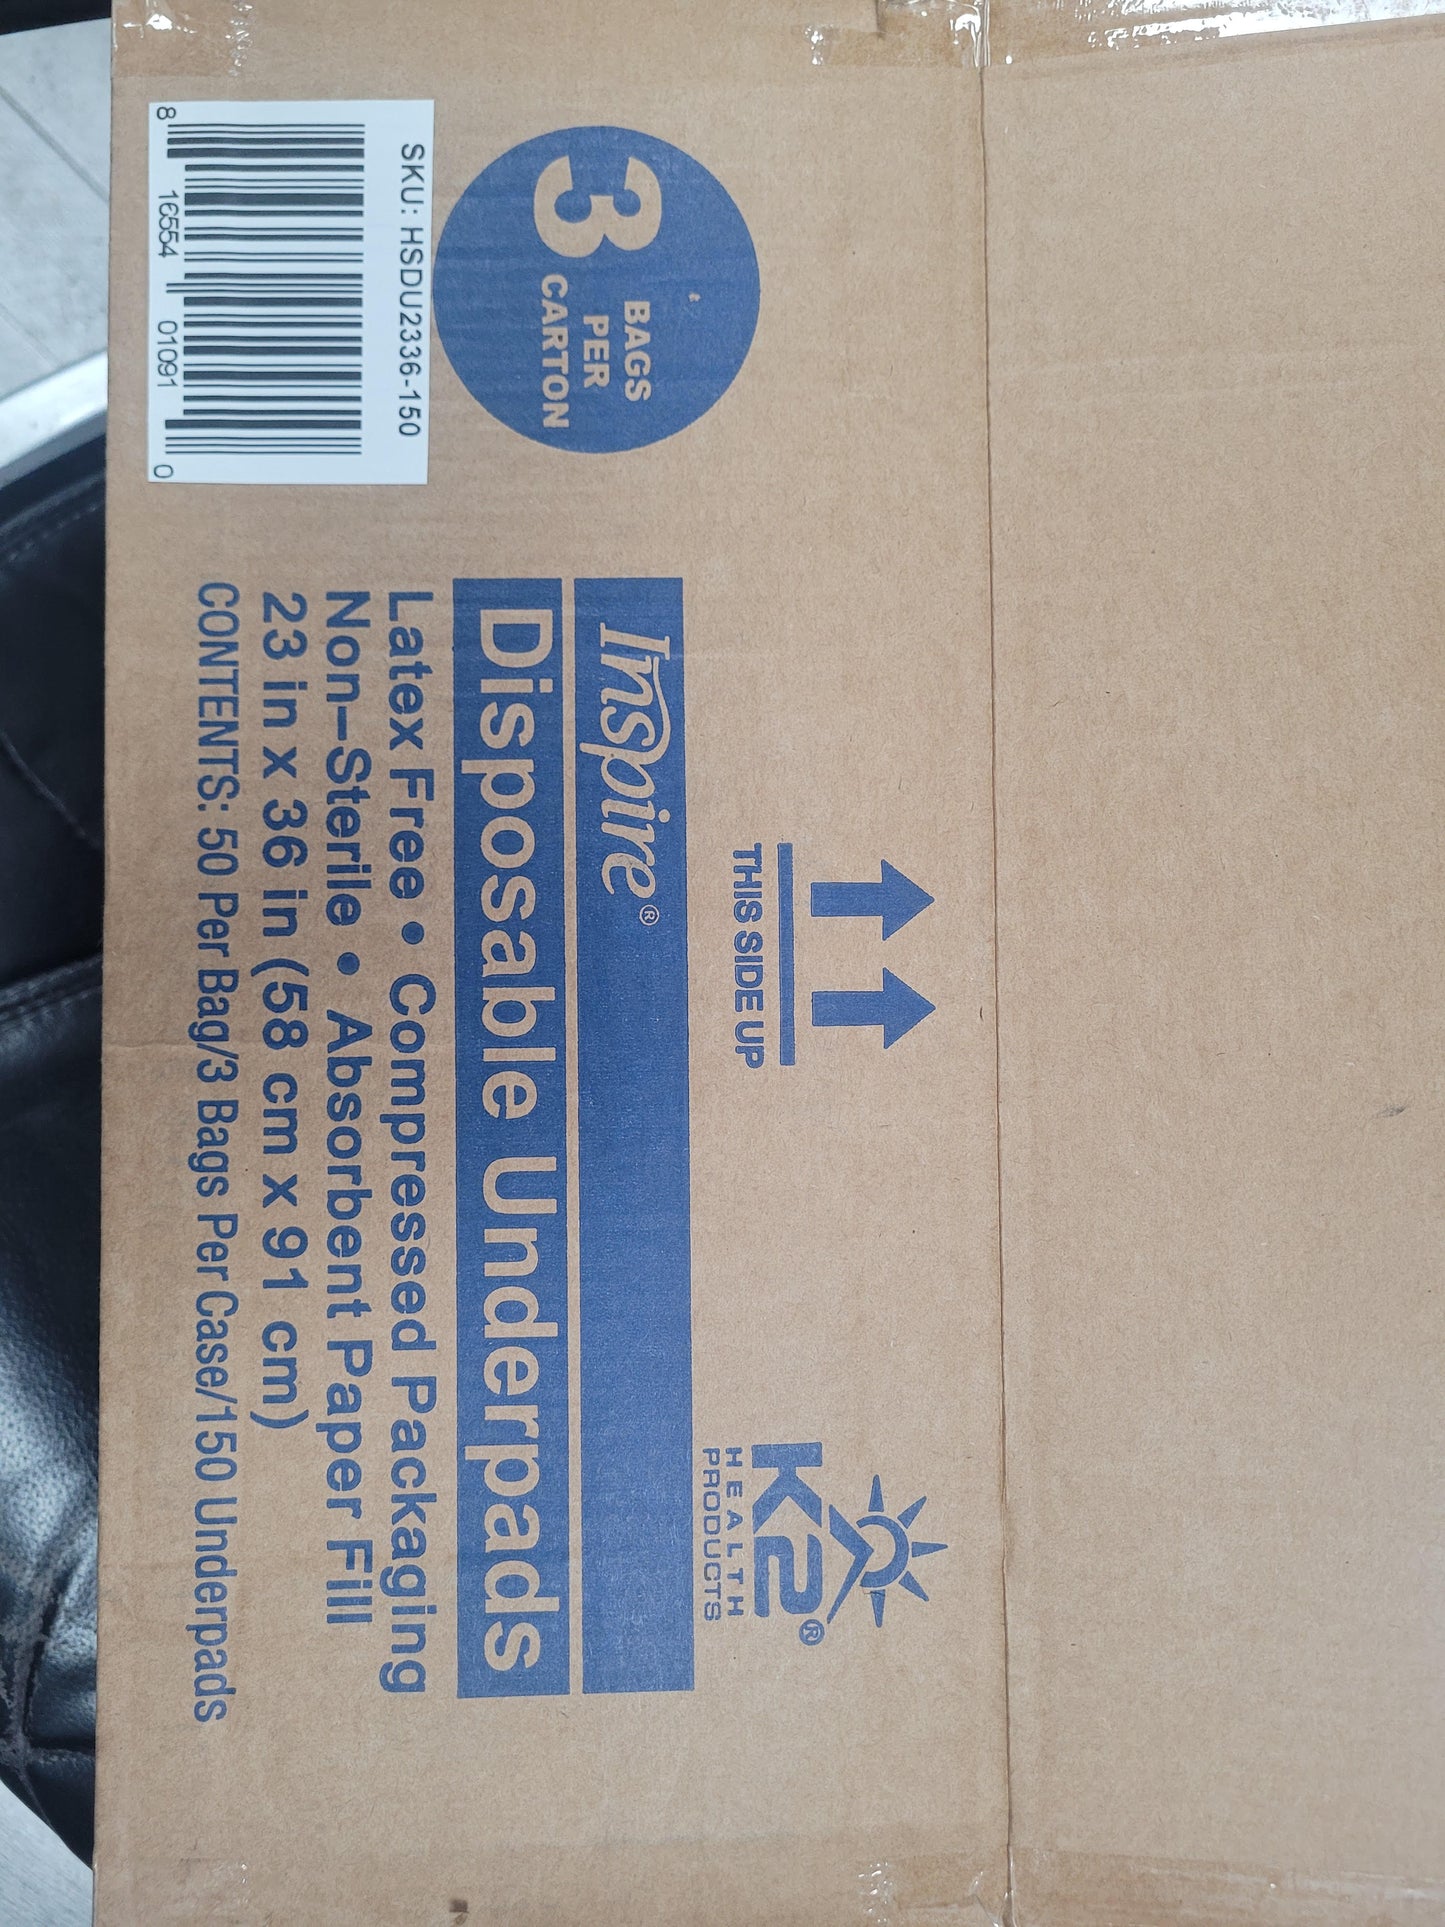 THIS SIDE UP
K2®
HEALTH
PRODUCTS
3
BAGS
PER
CARTON
SKU: HSDU2336-150
8 16554 01091 0
Inspire®
Disposable Underpads
Latex Free • Compressed Packaging
Non-Sterile • Absorbent Paper Fill
23 in x 36 in (58 cm x 91 cm)
CONTENTS: 50 Per Bag/3 Bags Per Case/150 Underpads